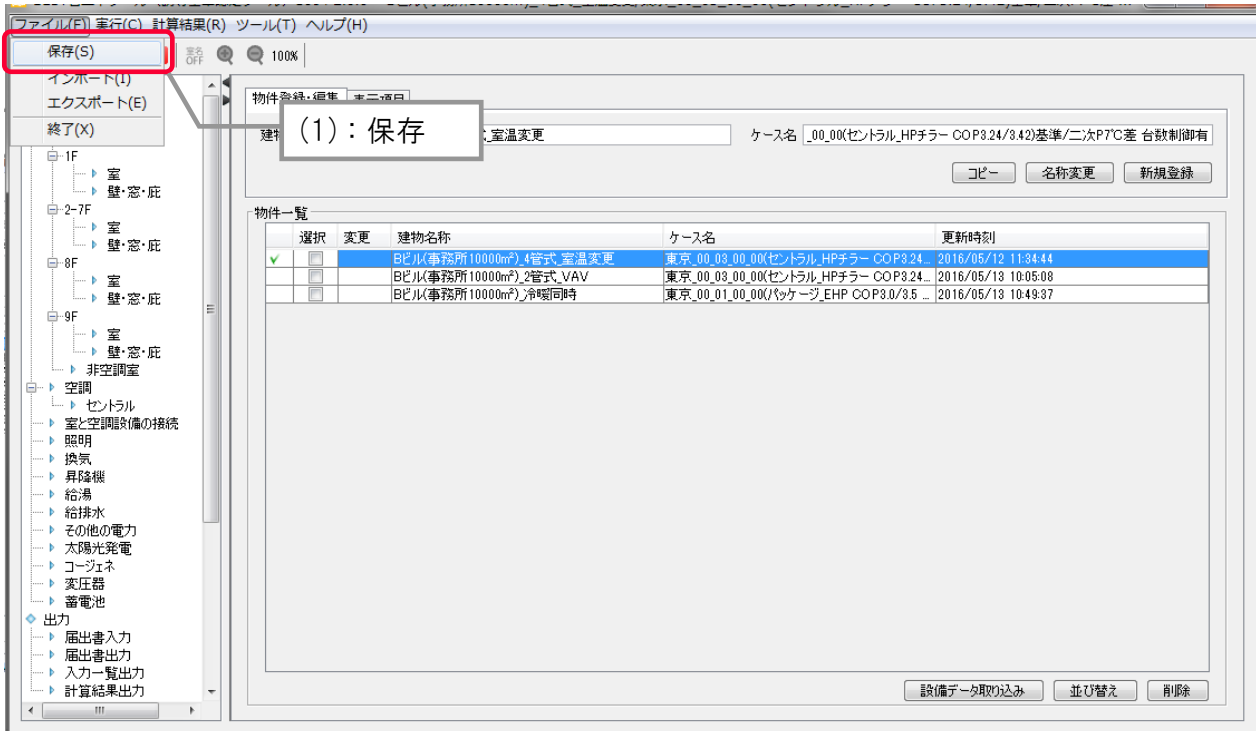 ファイル(F) 実行(C) 計算結果(R) ツール(T) ヘルプ(H)
保存(S)
インポート(I)
エクスポート(E)
終了(X)
室名
OFF
100%
(1):保存
物件登録・編集 表示項目
室温変更
ケース名 _00_00(セントラル_HPチラー COP3.24/3.42)基準/二次P7℃差 台数制御有
コピー 名称変更 新規登録
物件一覧
選択 変更 建物名称 ケース名 更新時刻
Bビル(事務所10000㎡)_4管式_室温変更 東京_00_03_00_00(セントラル_HPチラー COP3.24... 2016/05/12 11:34:44
Bビル(事務所10000㎡)_2管式_VAV 東京_00_03_00_00(セントラル_HPチラー COP3.24... 2016/05/13 10:05:08
Bビル(事務所10000㎡)_冷暖同時 東京_00_01_00_00(パッケージ_EHP COP3.0/3.5 ... 2016/05/13 10:49:37
1F
室
壁・窓・庇
2-7F
室
壁・窓・庇
8F
室
壁・窓・庇
9F
室
壁・窓・庇
非空調室
空調
セントラル
室と空調設備の接続
照明
換気
昇降機
給湯
給排水
その他の電力
太陽光発電
コージェネ
変圧器
蓄電池
出力
届出書入力
届出書出力
入力一覧出力
計算結果出力
設備データ取り込み 並び替え 削除